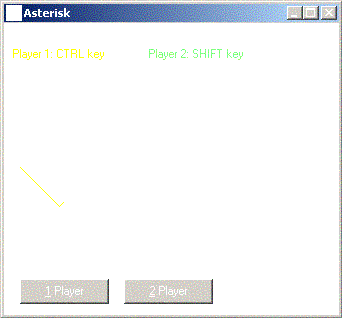 Asterisk
Player 1: CTRL key
Player 2: SHIFT key
1 Player
2 Player